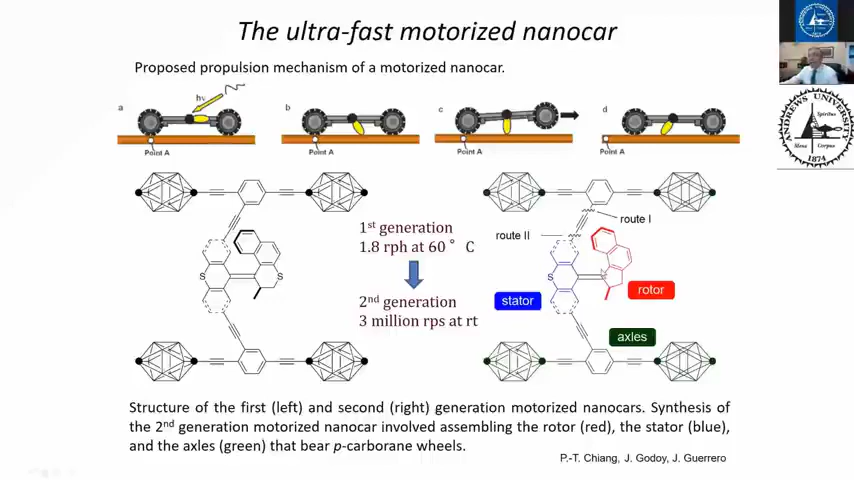 The ultra-fast motorized nanocar
Proposed propulsion mechanism of a motorized nanocar.
a
hν
Point A
b
Point A
c
Point A
d
Point A
1st generation
1.8 rph at 60 ° C
2nd generation
3 million rps at rt
S
S
route I
route II
S
stator
rotor
axles
Structure of the first (left) and second (right) generation motorized nanocars. Synthesis of
the 2nd generation motorized nanocar involved assembling the rotor (red), the stator (blue),
and the axles (green) that bear p-carborane wheels.
P.-T. Chiang, J. Godoy, J. Guerrero
ANDREWS UNIVERSITY
Spiritus
Mens
Corpus
1874